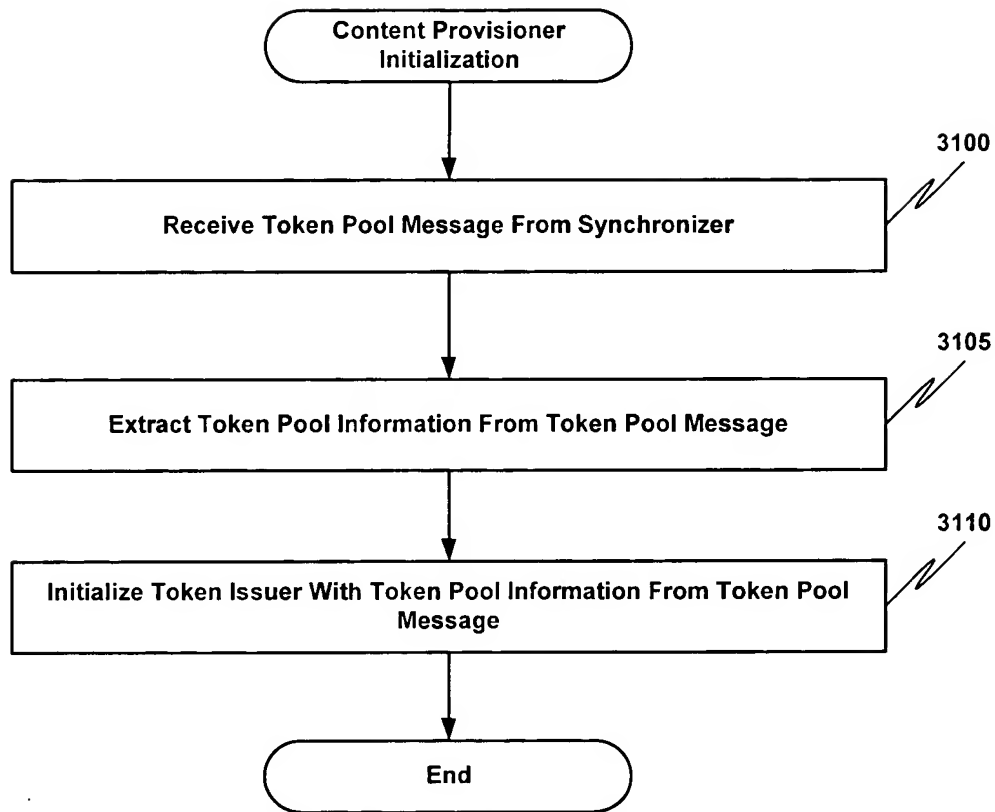 Content Provisioner
Initialization
3100
Receive Token Pool Message From Synchronizer
3105
Extract Token Pool Information From Token Pool Message
3110
Initialize Token Issuer With Token Pool Information From Token Pool
Message
End